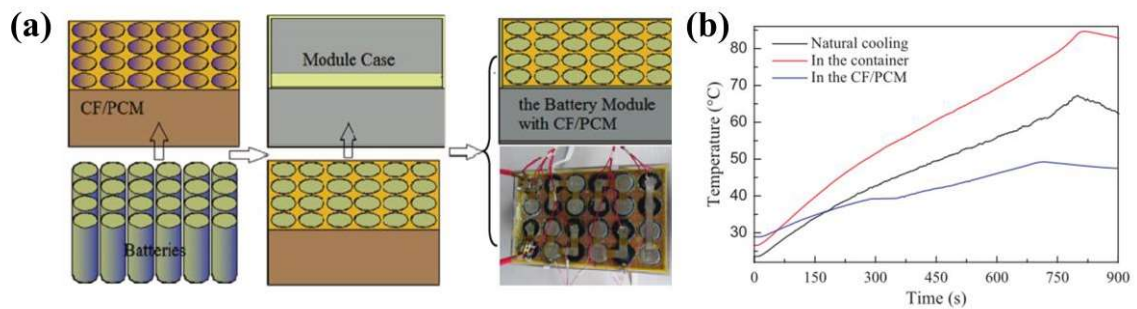 (a)
CF/PCM
Batteries
Module Case
the Battery Module
with CF/PCM
(b)
Natural cooling
In the container
In the CF/PCM
Temperature (°C)
80
70
60
50
40
30
0
150
300
450
600
750
900
Time (s)